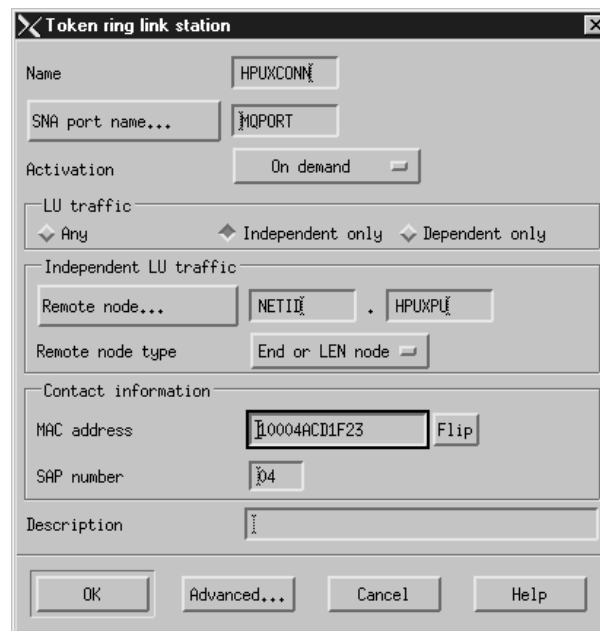 Token ring link station
Name HPUXCONN
SNA port name... MQPORT
Activation On demand
LU traffic
Any Independent only Dependent only
Independent LU traffic
Remote node... NETID . HPUXPU
Remote node type End or LEN node
Contact information
MAC address 10004ACD1F23 Flip
SAP number 04
Description
OK Advanced... Cancel Help